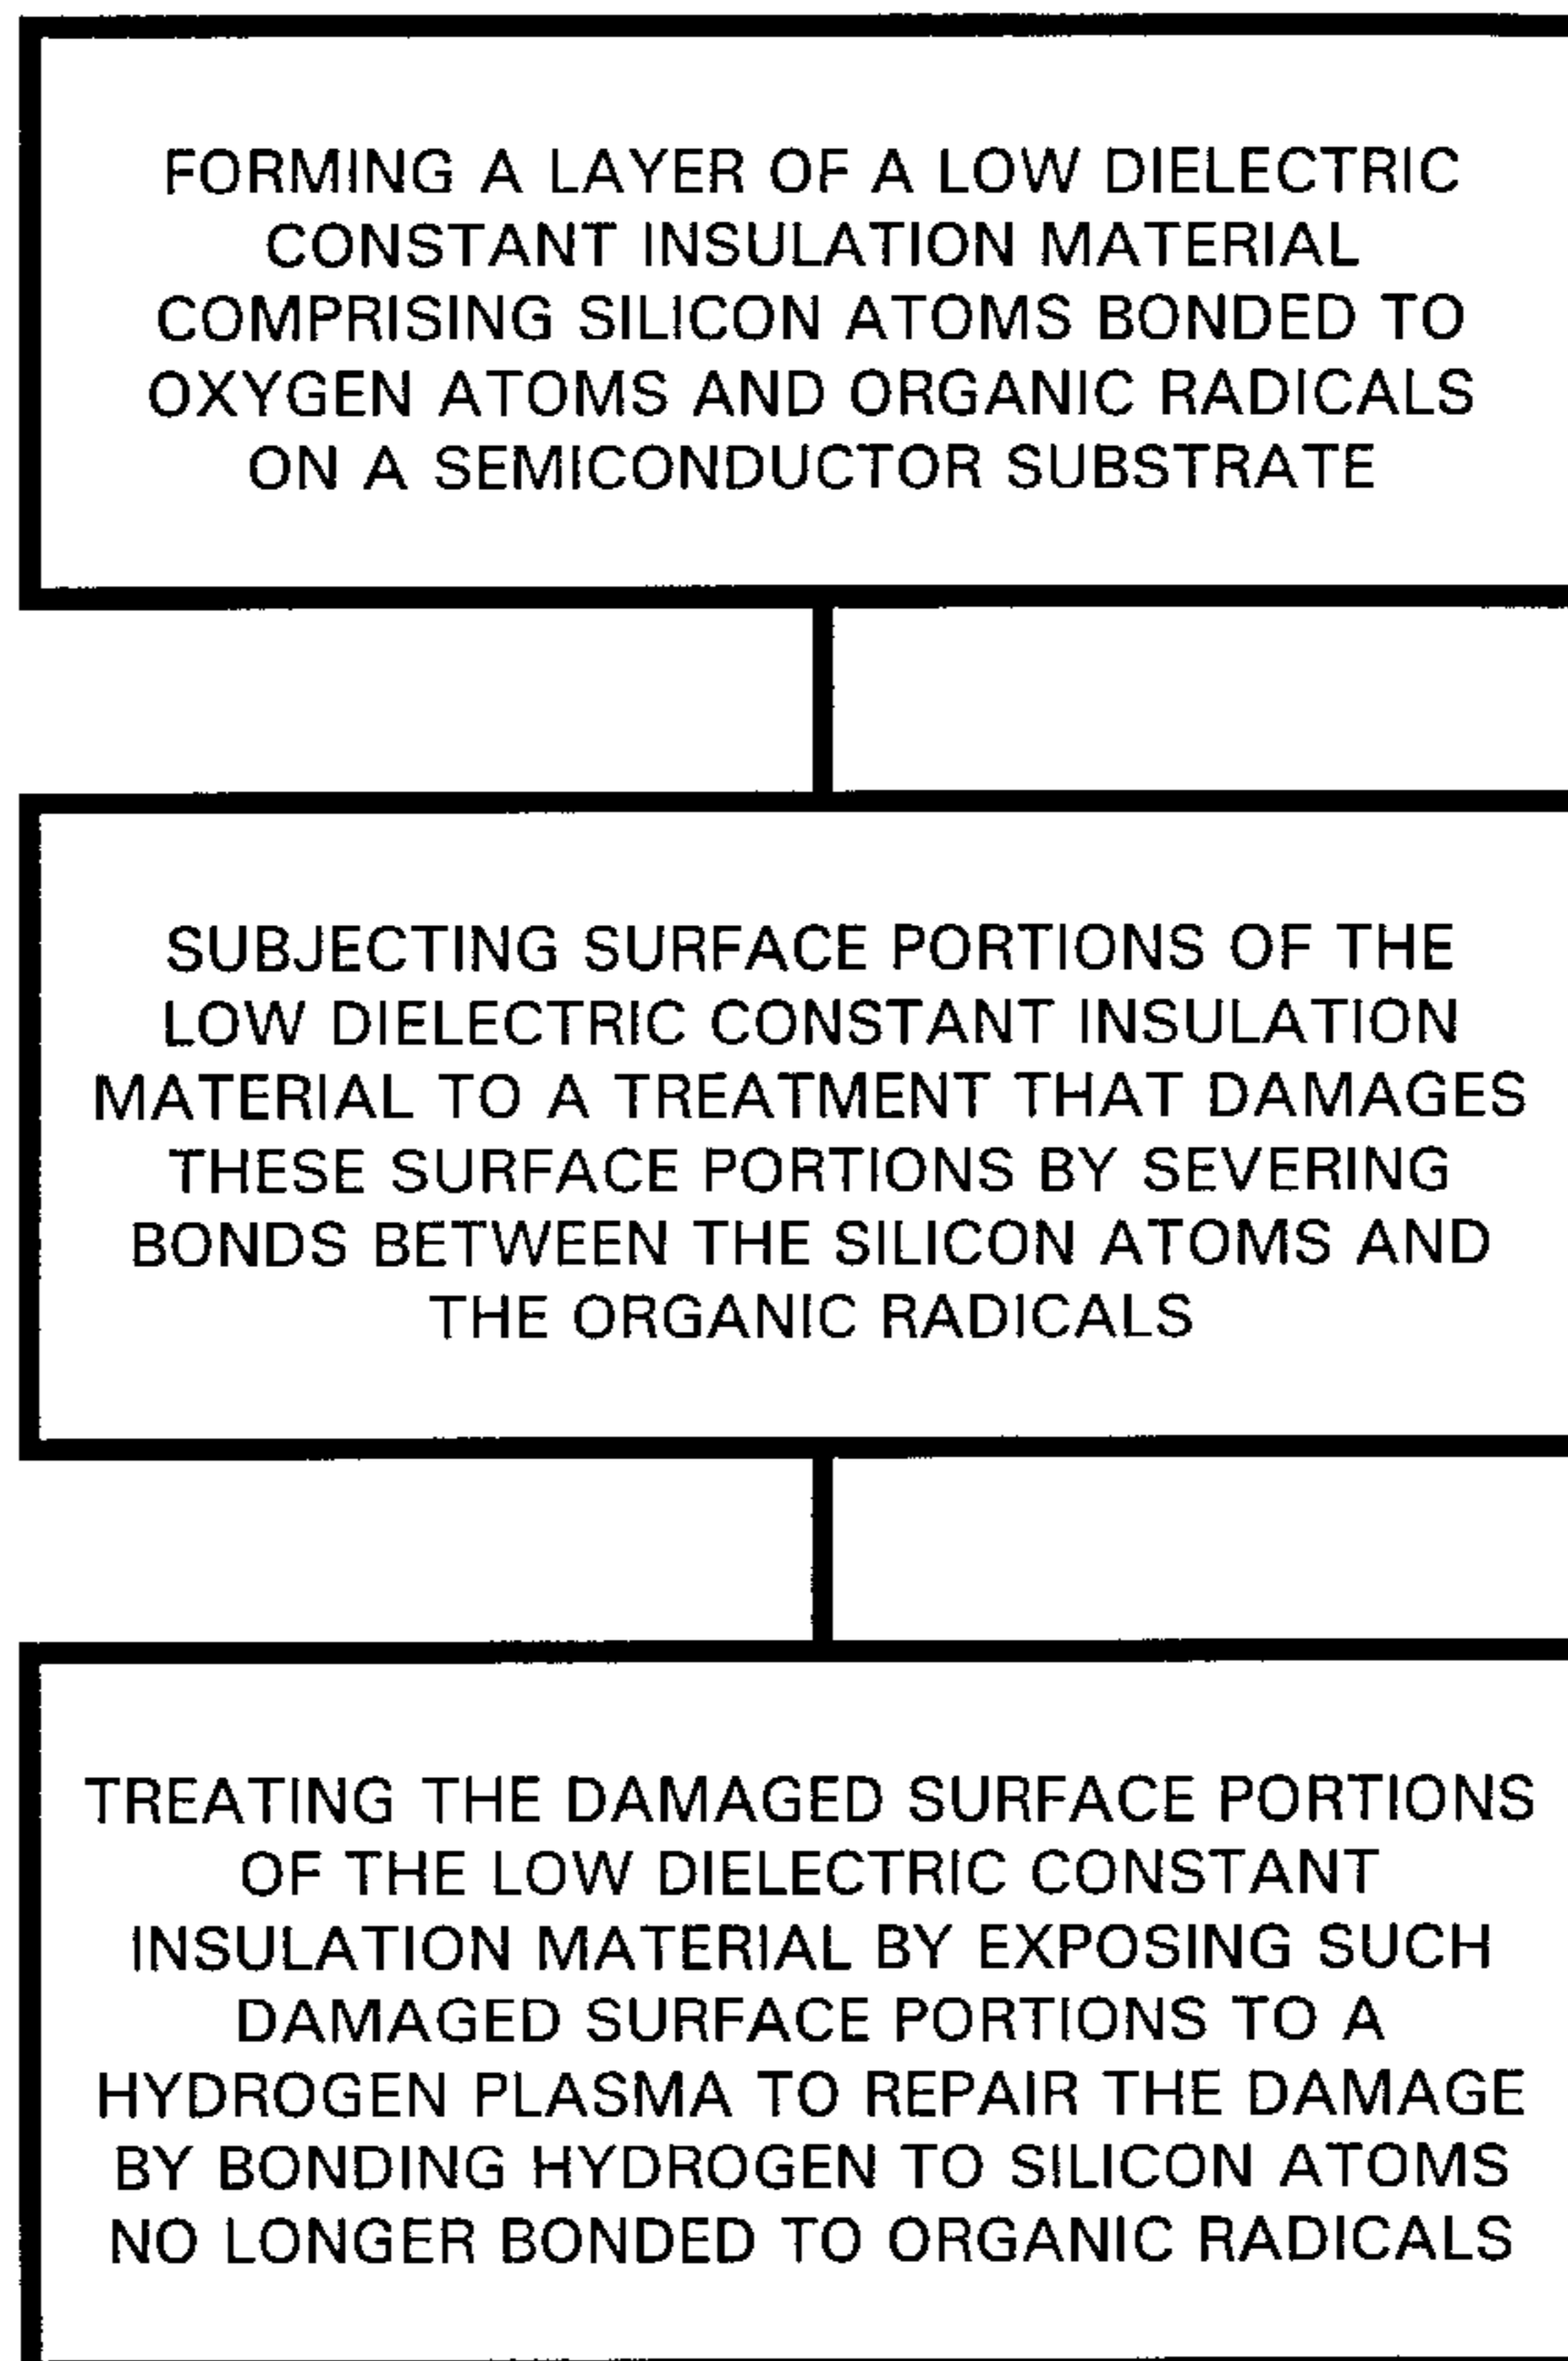 FORMING A LAYER OF A LOW DIELECTRIC
CONSTANT INSULATION MATERIAL
COMPRISING SILICON ATOMS BONDED TO
OXYGEN ATOMS AND ORGANIC RADICALS
ON A SEMICONDUCTOR SUBSTRATE
SUBJECTING SURFACE PORTIONS OF THE
LOW DIELECTRIC CONSTANT INSULATION
MATERIAL TO A TREATMENT THAT DAMAGES
THESE SURFACE PORTIONS BY SEVERING
BONDS BETWEEN THE SILICON ATOMS AND
THE ORGANIC RADICALS
TREATING THE DAMAGED SURFACE PORTIONS
OF THE LOW DIELECTRIC CONSTANT
INSULATION MATERIAL BY EXPOSING SUCH
DAMAGED SURFACE PORTIONS TO A
HYDROGEN PLASMA TO REPAIR THE DAMAGE
BY BONDING HYDROGEN TO SILICON ATOMS
NO LONGER BONDED TO ORGANIC RADICALS